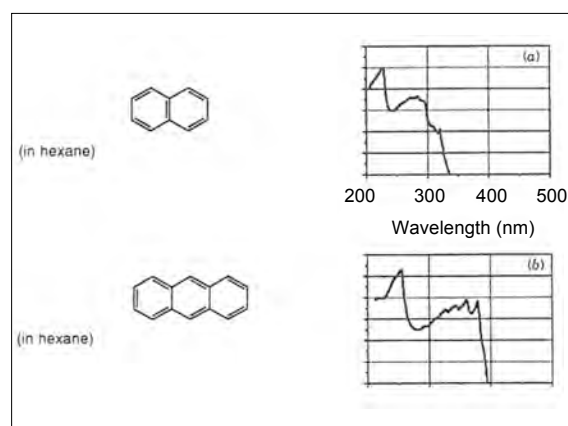 (a)
(in hexane)
200 300 400 500
Wavelength (nm)
(b)
(in hexane)